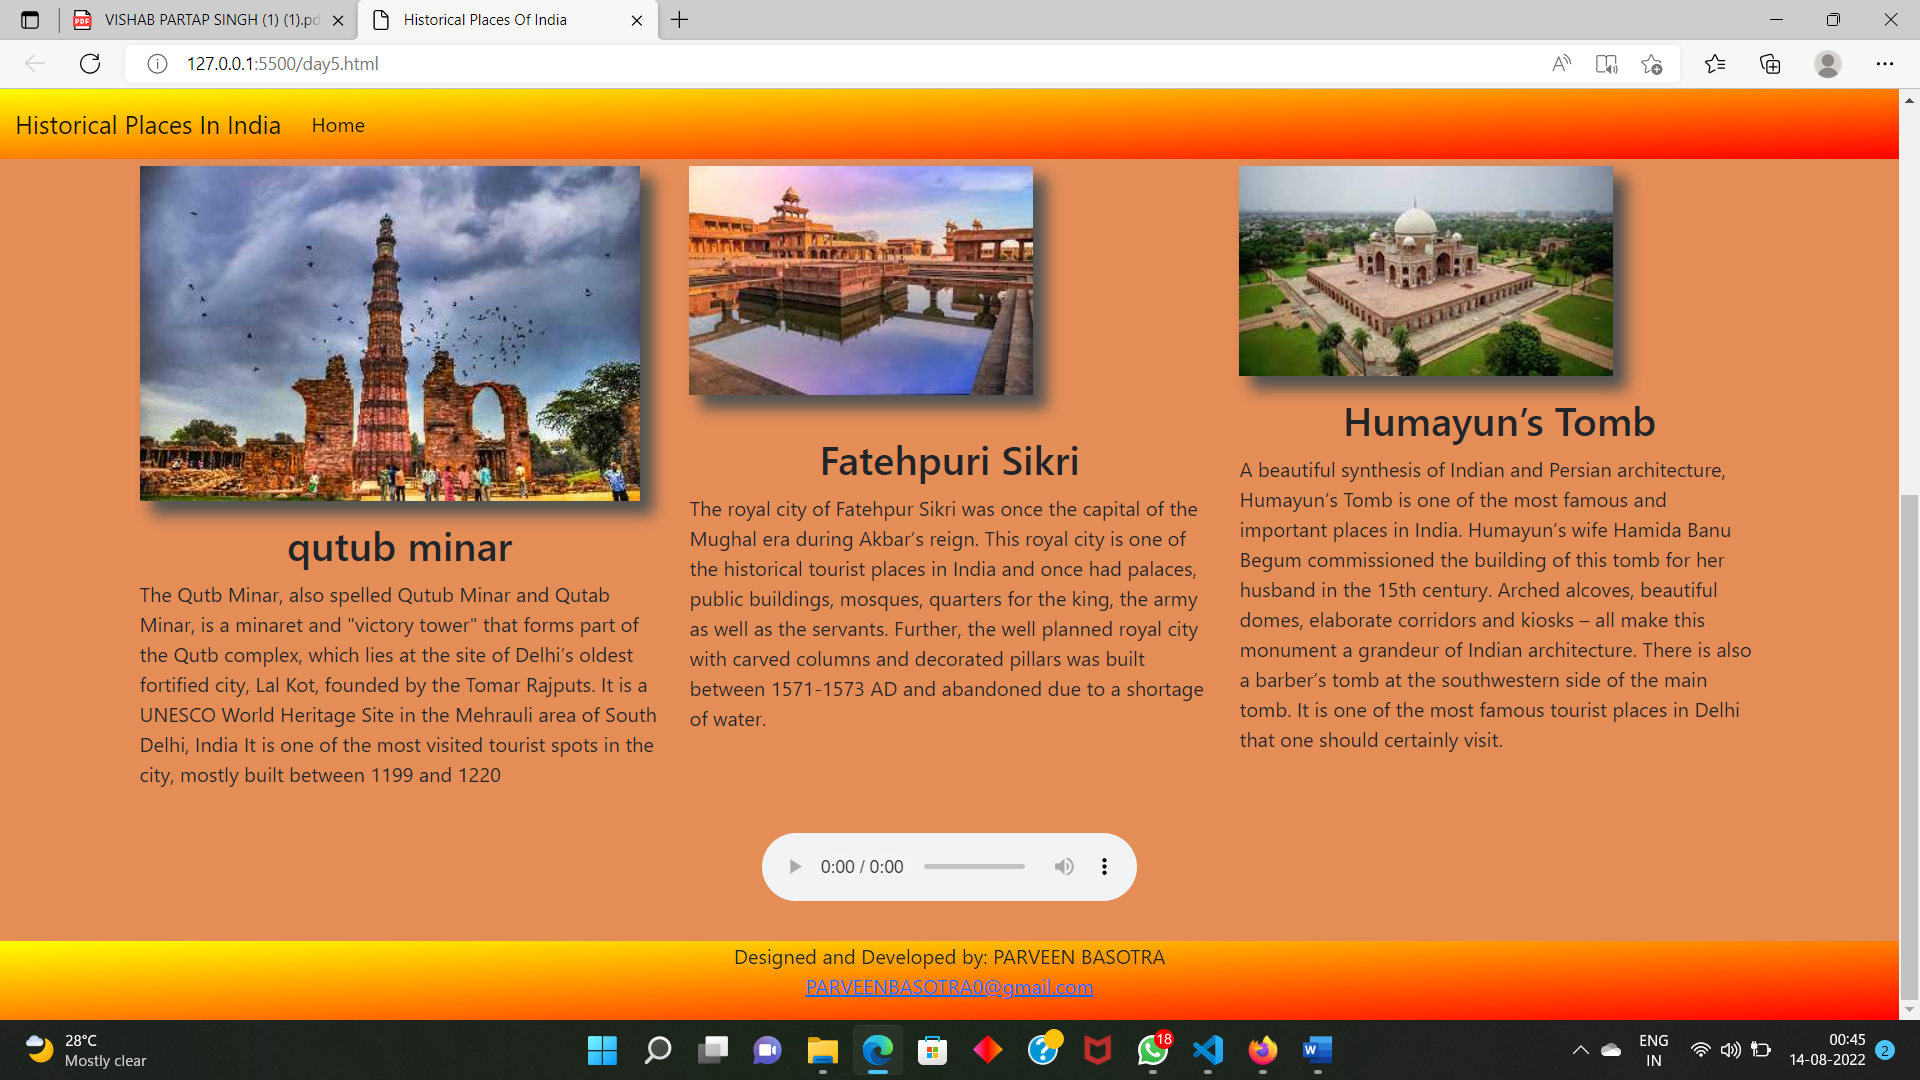 VISHAB PARTAP SINGH (1) (1).pd
Historical Places Of India
127.0.0.1:5500/day5.html
Historical Places In India
Home
qutub minar
The Qutb Minar, also spelled Qutub Minar and Qutab
Minar, is a minaret and "victory tower" that forms part of
the Qutb complex, which lies at the site of Delhi’s oldest
fortified city, Lal Kot, founded by the Tomar Rajputs. It is a
UNESCO World Heritage Site in the Mehrauli area of South
Delhi, India It is one of the most visited tourist spots in the
city, mostly built between 1199 and 1220
Fatehpuri Sikri
The royal city of Fatehpur Sikri was once the capital of the
Mughal era during Akbar’s reign. This royal city is one of
the historical tourist places in India and once had palaces,
public buildings, mosques, quarters for the king, the army
as well as the servants. Further, the well planned royal city
with carved columns and decorated pillars was built
between 1571-1573 AD and abandoned due to a shortage
of water.
Humayun’s Tomb
A beautiful synthesis of Indian and Persian architecture,
Humayun’s Tomb is one of the most famous and
important places in India. Humayun’s wife Hamida Banu
Begum commissioned the building of this tomb for her
husband in the 15th century. Arched alcoves, beautiful
domes, elaborate corridors and kiosks – all make this
monument a grandeur of Indian architecture. There is also
a barber’s tomb at the southwestern side of the main
tomb. It is one of the most famous tourist places in Delhi
that one should certainly visit.
0:00 / 0:00
Designed and Developed by: PARVEEN BASOTRA
PARVEENBASOTRA0@gmail.com
28°C
Mostly clear
18
ENG
IN
00:45
14-08-2022
2